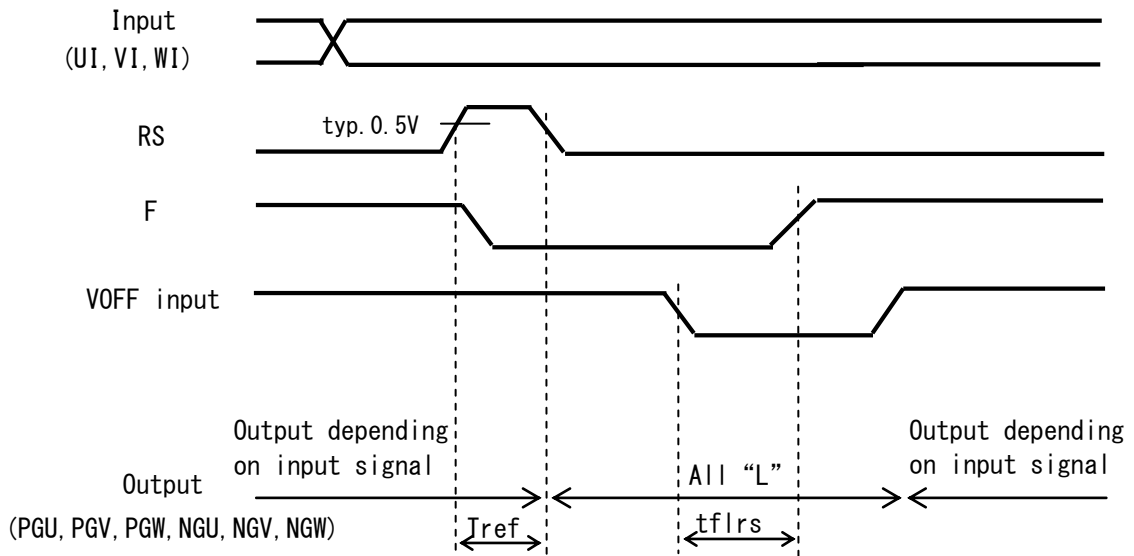 Input
(UI,VI,WI)
typ.0.5V
RS
F
VOFF input
Output depending
on input signal
Output depending
on input signal
All “L”
Output
(PGU,PGV,PGW,NGU,NGV,NGW)
Tref
tflrs